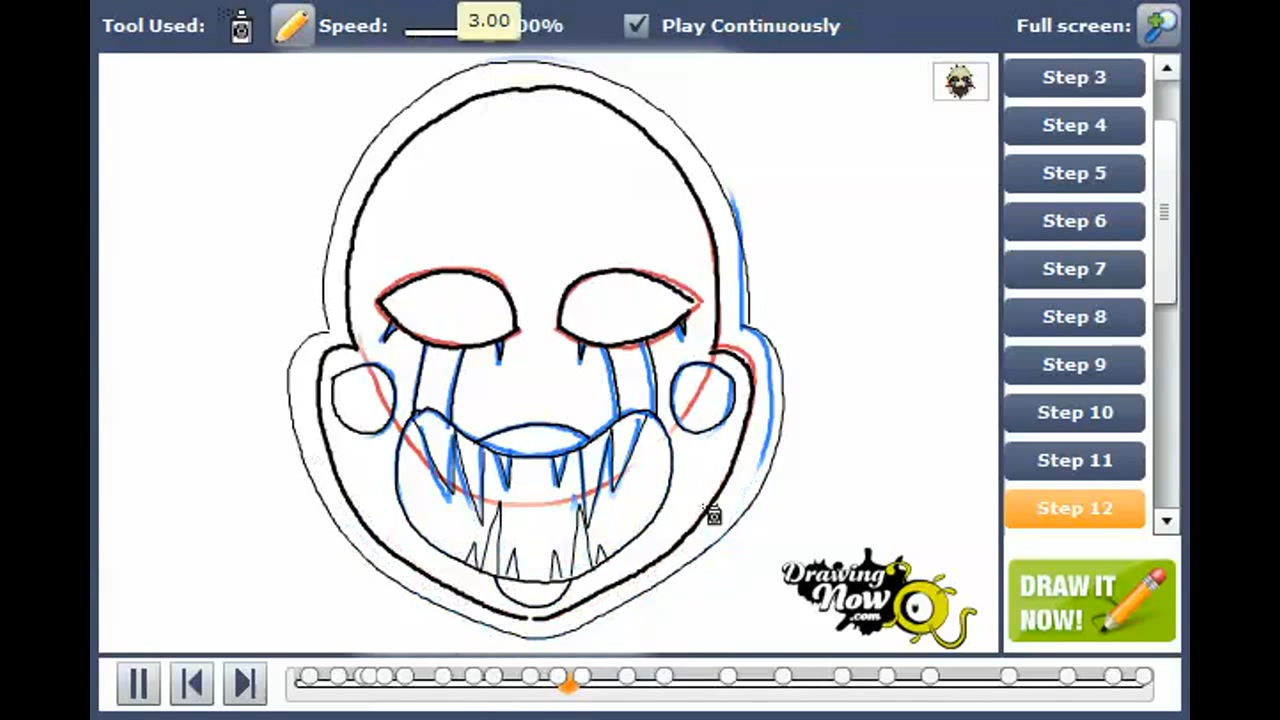 Tool Used:
Speed:
3.00
00%
Play Continuously
Full screen:
Step 3
Step 4
Step 5
Step 6
Step 7
Step 8
Step 9
Step 10
Step 11
Step 12
Drawing
Now
.com
DRAW IT
NOW!